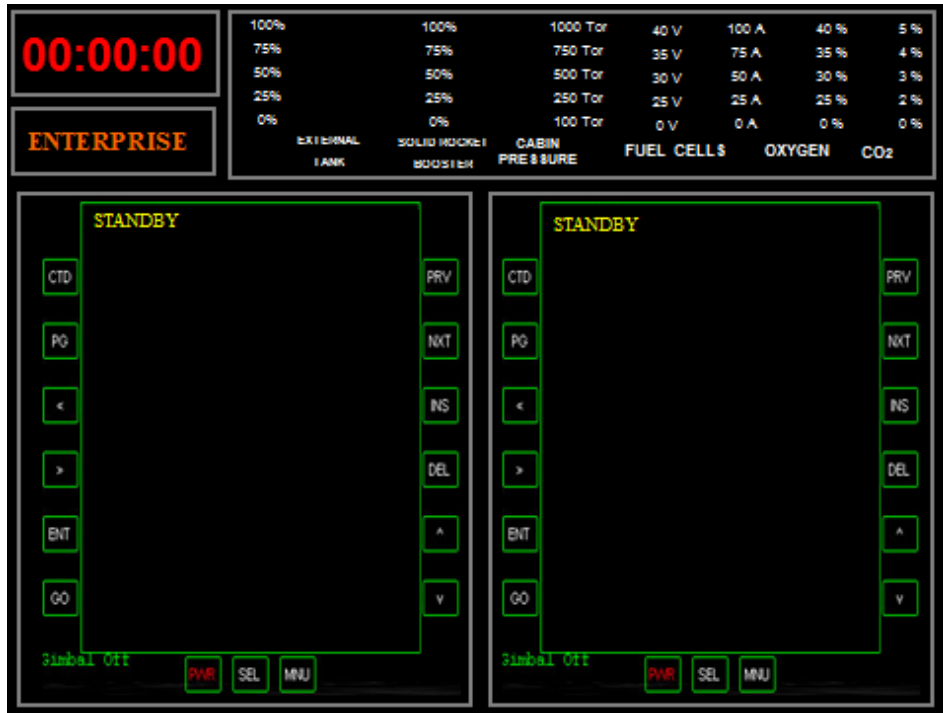 00:00:00
ENTERPRISE
100% 100% 1000 Tor 40 V 100 A 40 % 5 %
75% 75% 750 Tor 35 V 75 A 35 % 4 %
50% 50% 500 Tor 30 V 50 A 30 % 3 %
25% 25% 250 Tor 25 V 25 A 25 % 2 %
0% 0% 100 Tor 0 V 0 A 0 % 0 %
EXTERNAL SOLID ROCKET CABIN FUEL CELLS OXYGEN CO2
TANK BOOSTER PRESSURE
STANDBY
CTD PRV
PG NXT
< INS
> DEL
ENT ^
GO v
Gimbal Off
PWR SEL MNU
STANDBY
CTD PRV
PG NXT
< INS
> DEL
ENT ^
GO v
Gimbal Off
PWR SEL MNU